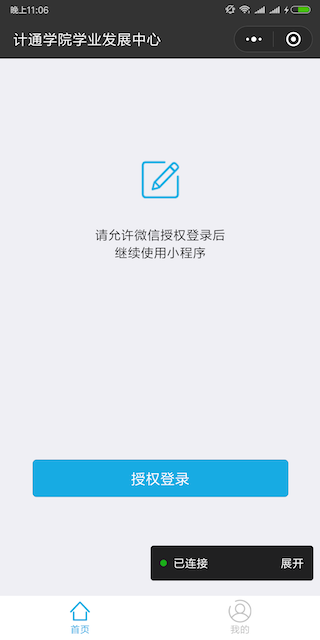 晚上11:06
计通学院学业发展中心
请允许微信授权登录后
继续使用小程序
授权登录
已连接
展开
首页
我的